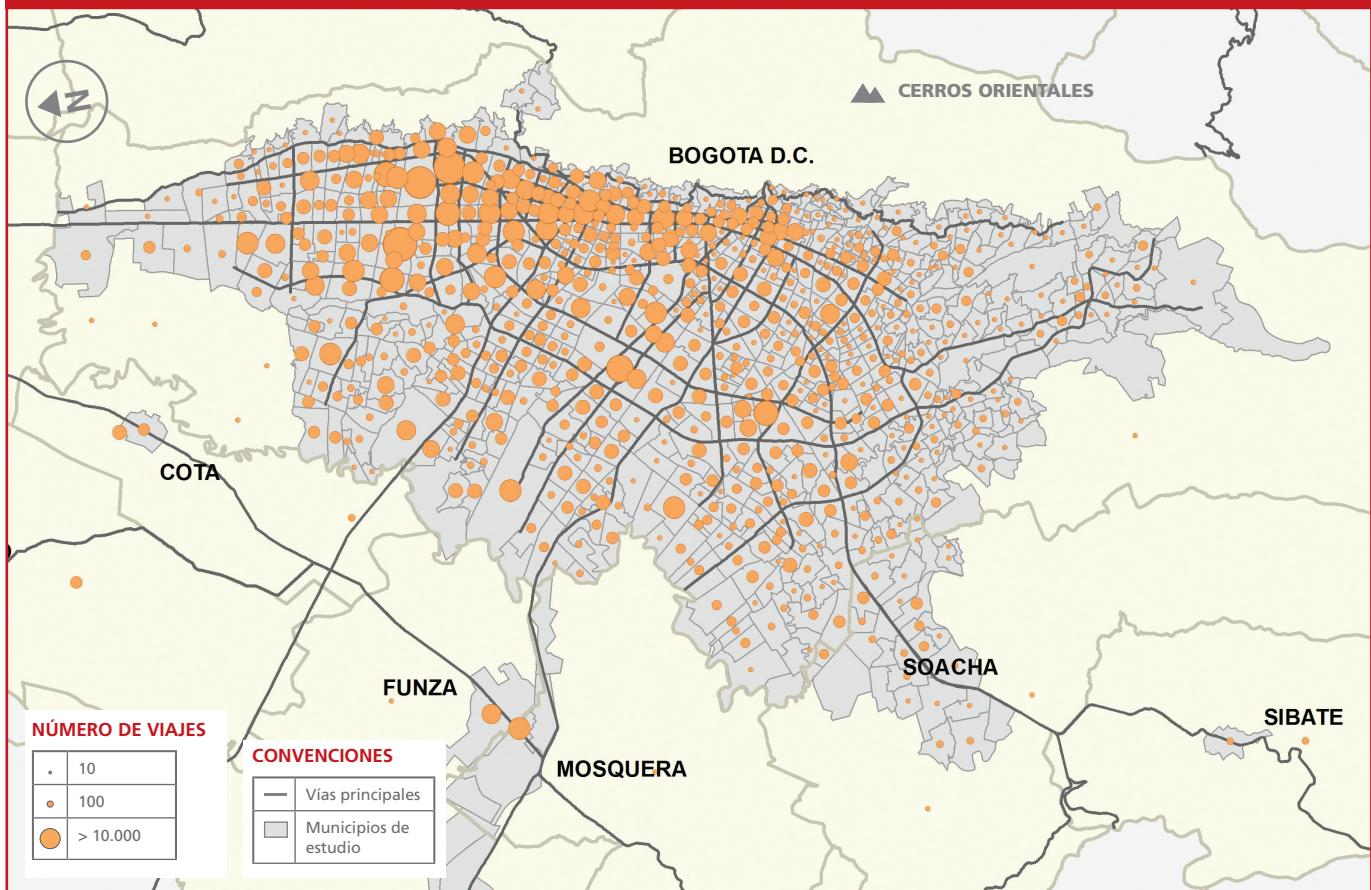 N
CERROS ORIENTALES
BOGOTA D.C.
COTA
FUNZA
SOACHA
SIBATE
MOSQUERA
NÚMERO DE VIAJES
10
100
> 10.000
CONVENCIONES
Vías principales
Municipios de
estudio